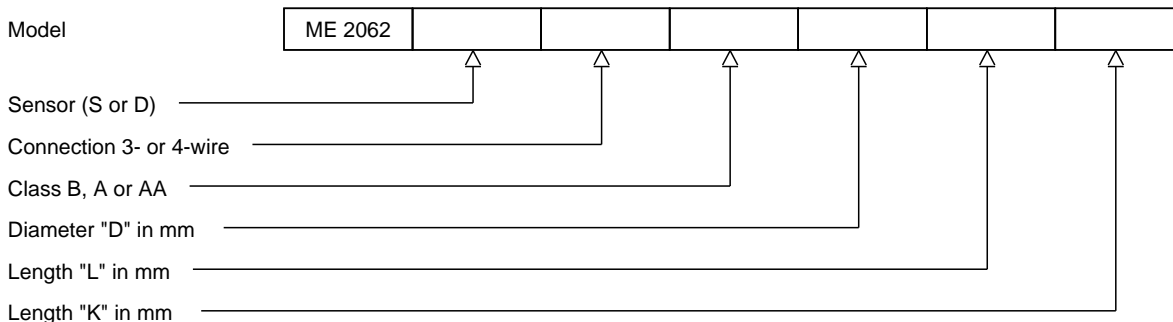 Model ME 2062
Sensor (S or D)
Connection 3- or 4-wire
Class B, A or AA
Diameter "D" in mm
Length "L" in mm
Length "K" in mm